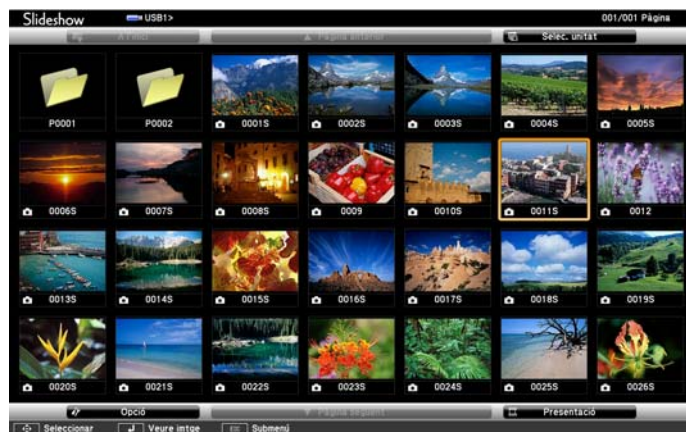 Slideshow USB1> 001/001 Pàgina
A l'inici Pàgina anterior Selec. unitat
P0001 P0002 0001S 0002S 0003S 0004S 0005S
0006S 0007S 0008S 0009 0010S 0011S 0012
0013S 0014S 0015S 0016S 0017S 0018S 0019S
0020S 0021S 0022S 0023S 0024S 0025S 0026S
Opció Pàgina següent Presentació
Seleccionar Veure imtge Esc Submenú